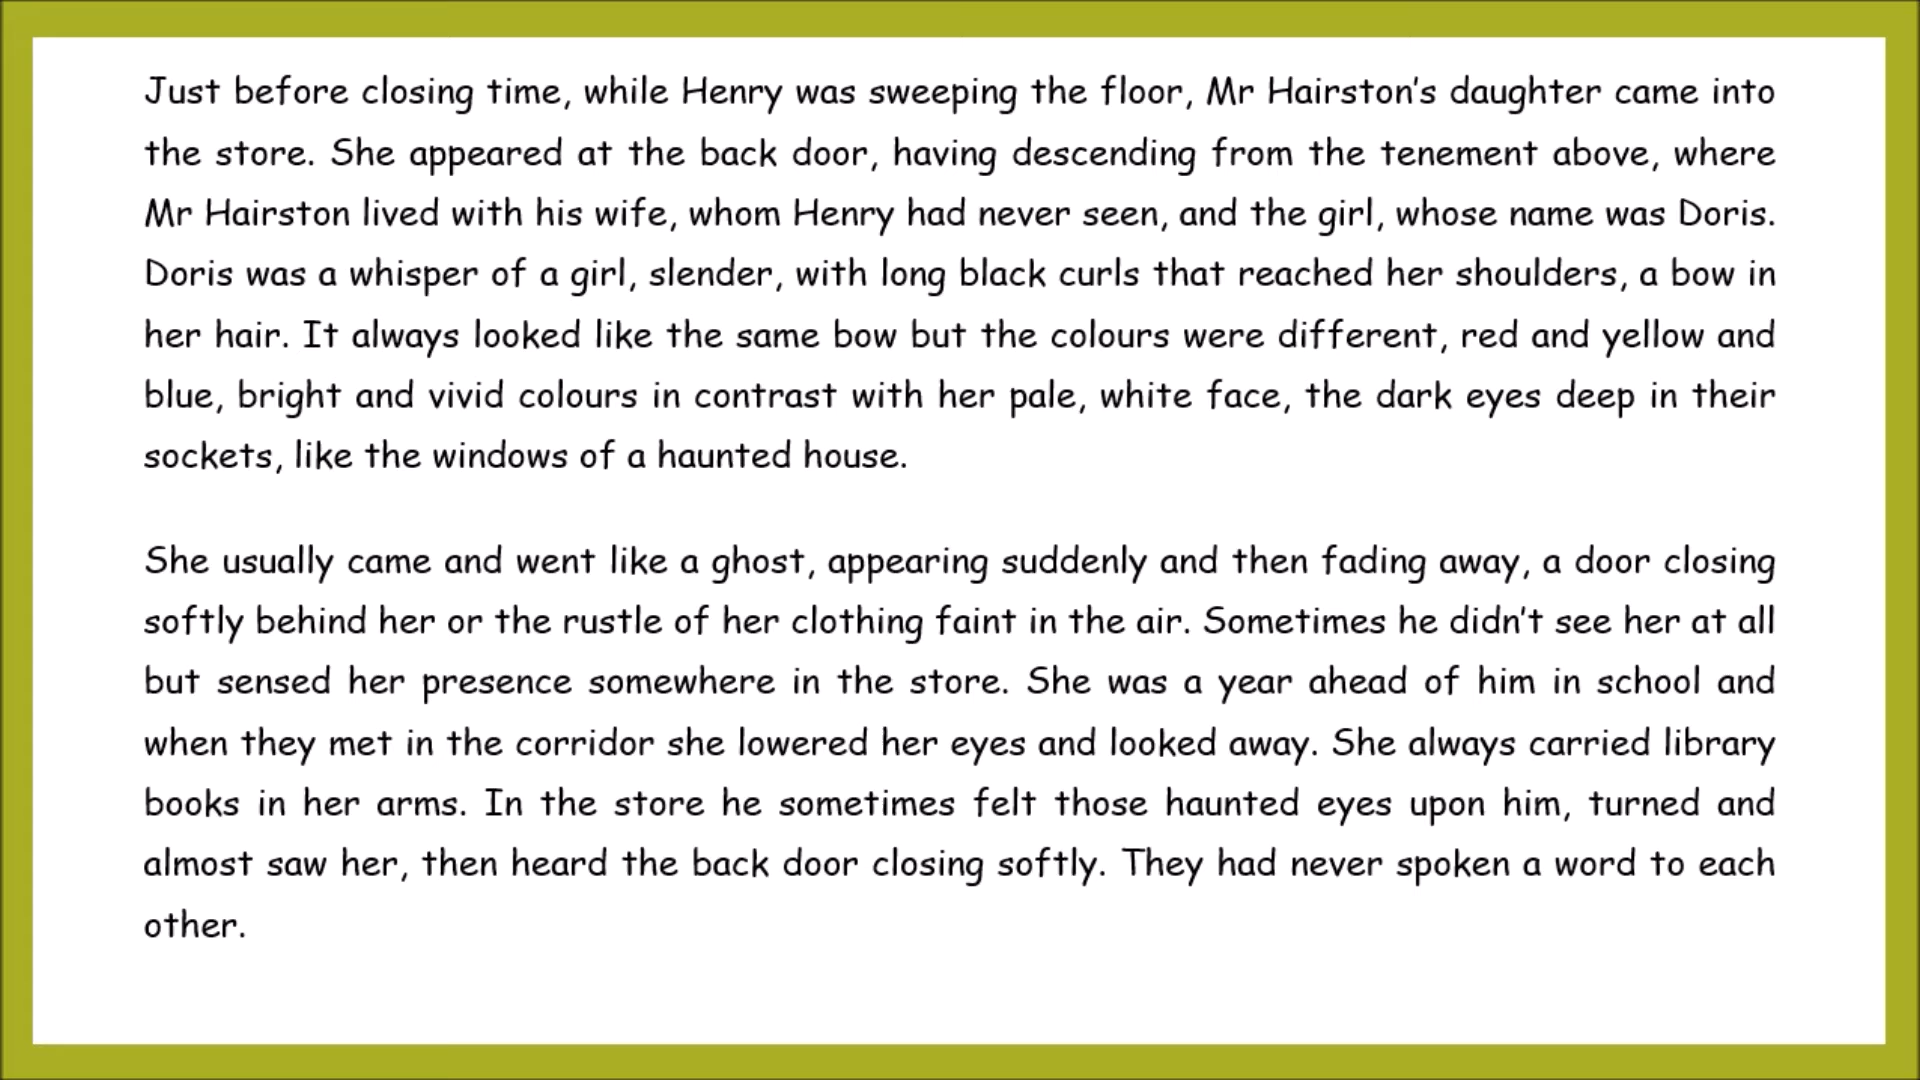 Just before closing time, while Henry was sweeping the floor, Mr Hairston’s daughter came into
the store. She appeared at the back door, having descending from the tenement above, where
Mr Hairston lived with his wife, whom Henry had never seen, and the girl, whose name was Doris.
Doris was a whisper of a girl, slender, with long black curls that reached her shoulders, a bow in
her hair. It always looked like the same bow but the colours were different, red and yellow and
blue, bright and vivid colours in contrast with her pale, white face, the dark eyes deep in their
sockets, like the windows of a haunted house.
She usually came and went like a ghost, appearing suddenly and then fading away, a door closing
softly behind her or the rustle of her clothing faint in the air. Sometimes he didn’t see her at all
but sensed her presence somewhere in the store. She was a year ahead of him in school and
when they met in the corridor she lowered her eyes and looked away. She always carried library
books in her arms. In the store he sometimes felt those haunted eyes upon him, turned and
almost saw her, then heard the back door closing softly. They had never spoken a word to each
other.